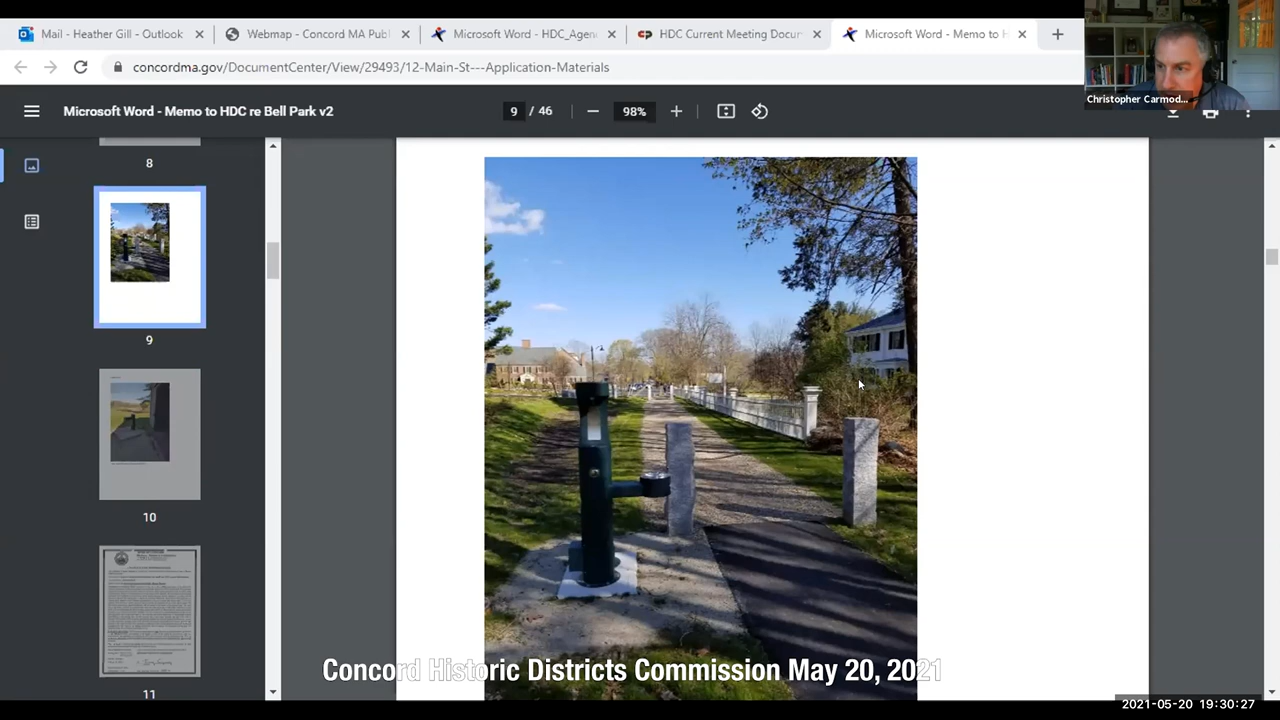 Mail - Heather Gill - Outlook
Webmap - Concord MA Publ
Microsoft Word - HDC_Agen
HDC Current Meeting Docum
Microsoft Word - Memo to H
concordma.gov/DocumentCenter/View/29493/12-Main-St---Application-Materials
Christopher Carmod...
Microsoft Word - Memo to HDC re Bell Park v2
9 / 46
98%
8
9
10
11
Concord Historic Districts Commission May 20, 2021
2021-05-20 19:30:27